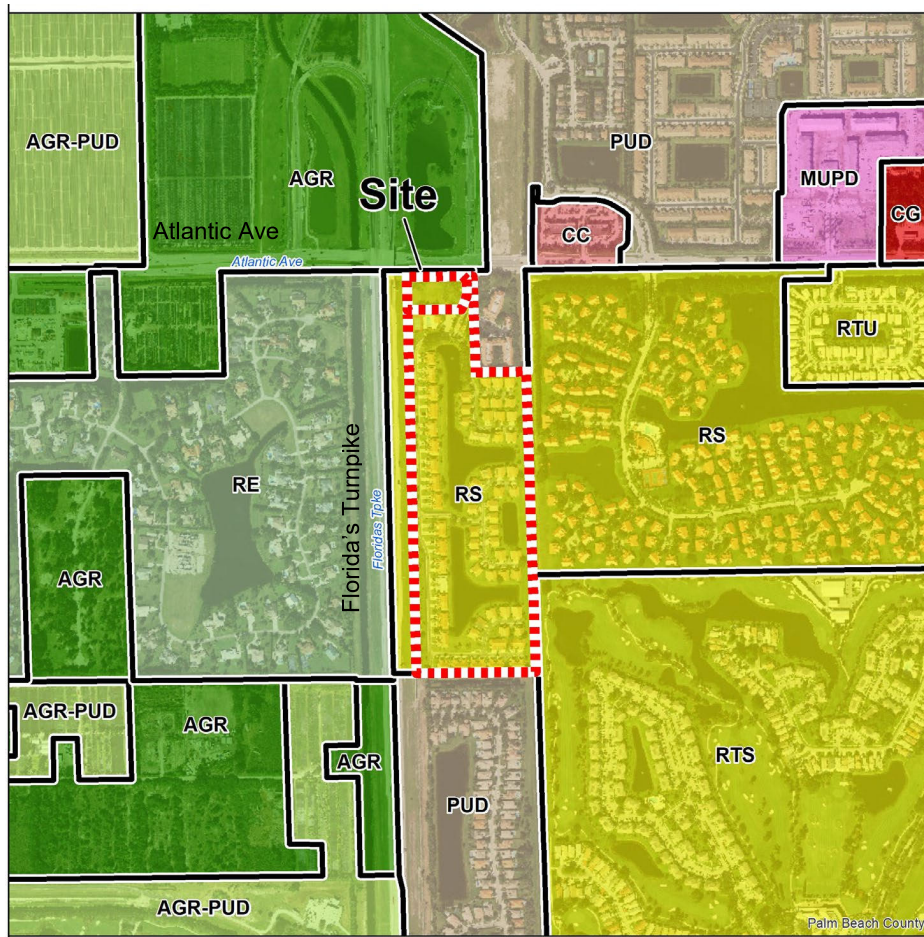 AGR-PUD
AGR
PUD
MUPD
CG
Site
CC
Atlantic Ave
Atlantic Ave
RTU
RS
RE
RS
Florida's Turnpike
Floridas Tpke
AGR
AGR-PUD
AGR
AGR
RTS
PUD
AGR-PUD
Palm Beach County